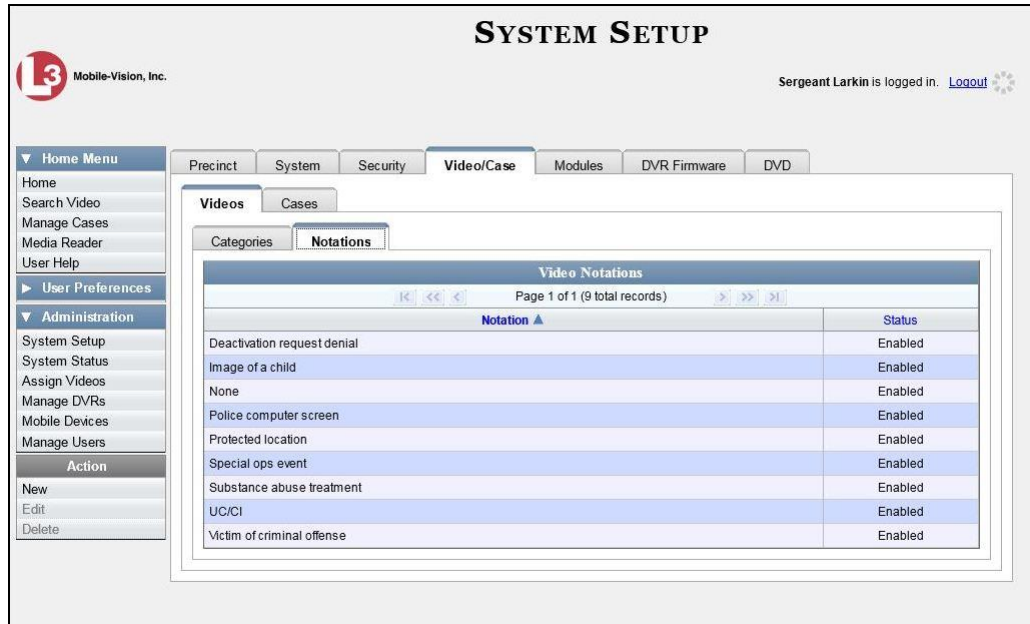 SYSTEM SETUP
L3 Mobile-Vision, Inc.
Sergeant Larkin is logged in. Logout
▼ Home Menu
Home
Search Video
Manage Cases
Media Reader
User Help
► User Preferences
▼ Administration
System Setup
System Status
Assign Videos
Manage DVRs
Mobile Devices
Manage Users
Action
New
Edit
Delete
Precinct System Security Video/Case Modules DVR Firmware DVD
Videos Cases
Categories Notations
Video Notations
|< << < Page 1 of 1 (9 total records) > >> >|
Notation ▲ Status
Deactivation request denial Enabled
Image of a child Enabled
None Enabled
Police computer screen Enabled
Protected location Enabled
Special ops event Enabled
Substance abuse treatment Enabled
UC/CI Enabled
Victim of criminal offense Enabled